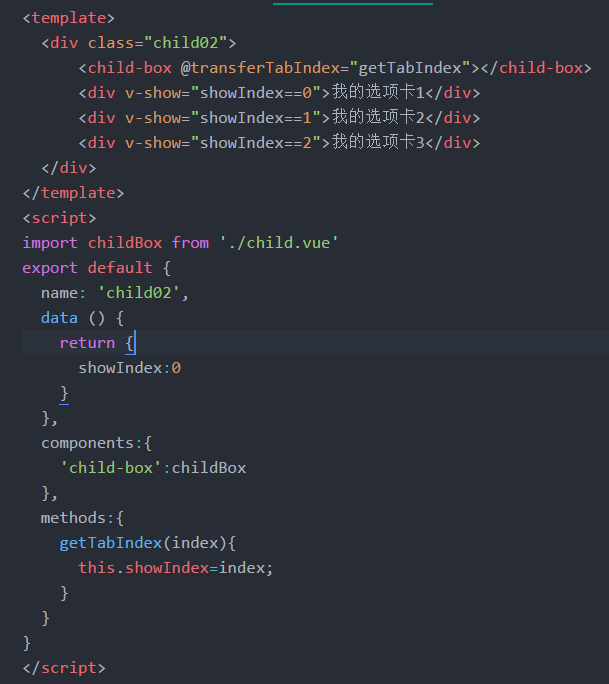 <template>
  <div class="child02">
      <child-box @transferTabIndex="getTabIndex"></child-box>
      <div v-show="showIndex==0">我的选项卡1</div>
      <div v-show="showIndex==1">我的选项卡2</div>
      <div v-show="showIndex==2">我的选项卡3</div>
  </div>
</template>
<script>
import childBox from './child.vue'
export default {
  name: 'child02',
  data () {
    return {
      showIndex:0
    }
  },
  components:{
    'child-box':childBox
  },
  methods:{
    getTabIndex(index){
      this.showIndex=index;
    }
  }
}
</script>